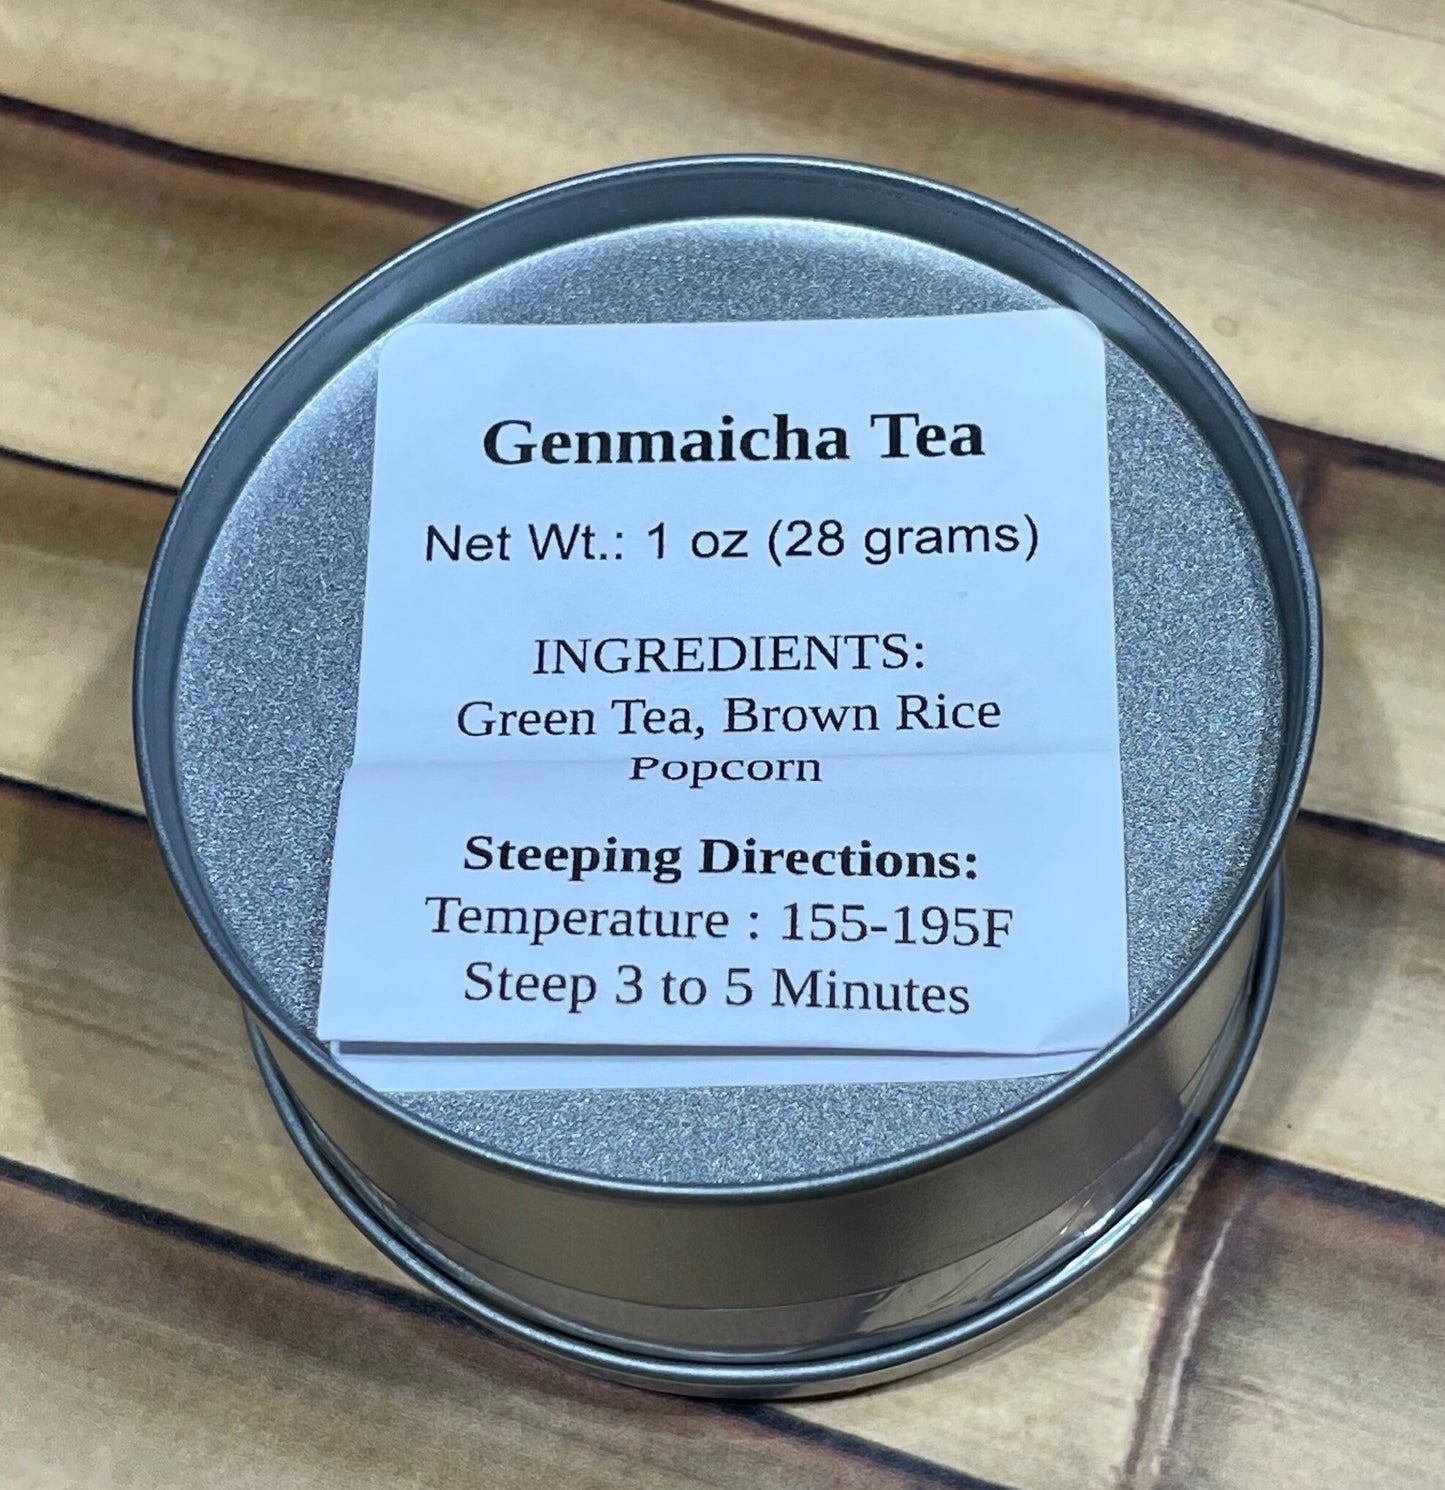 Genmaicha Tea
Net Wt.: 1 oz (28 grams)
INGREDIENTS:
Green Tea, Brown Rice
Popcorn
Steeping Directions:
Temperature : 155-195F
Steep 3 to 5 Minutes